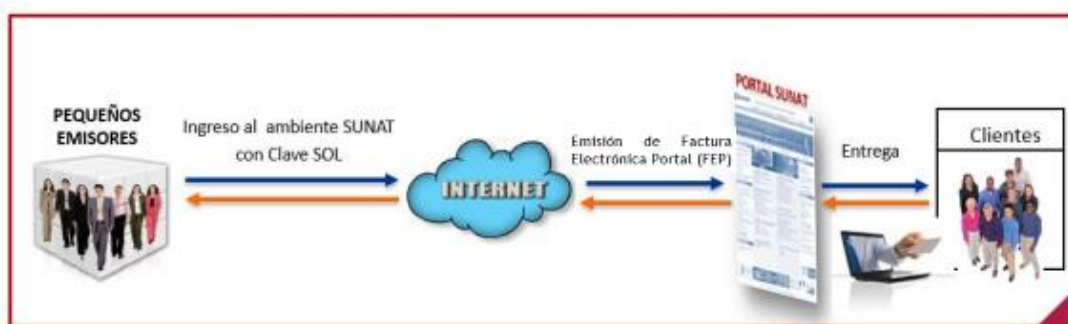 PEQUEÑOS
EMISORES
Ingreso al ambiente SUNAT
con Clave SOL
INTERNET
Emisión de Factura
Electrónica Portal (FEP)
PORTAL SUNAT
Entrega
Clientes